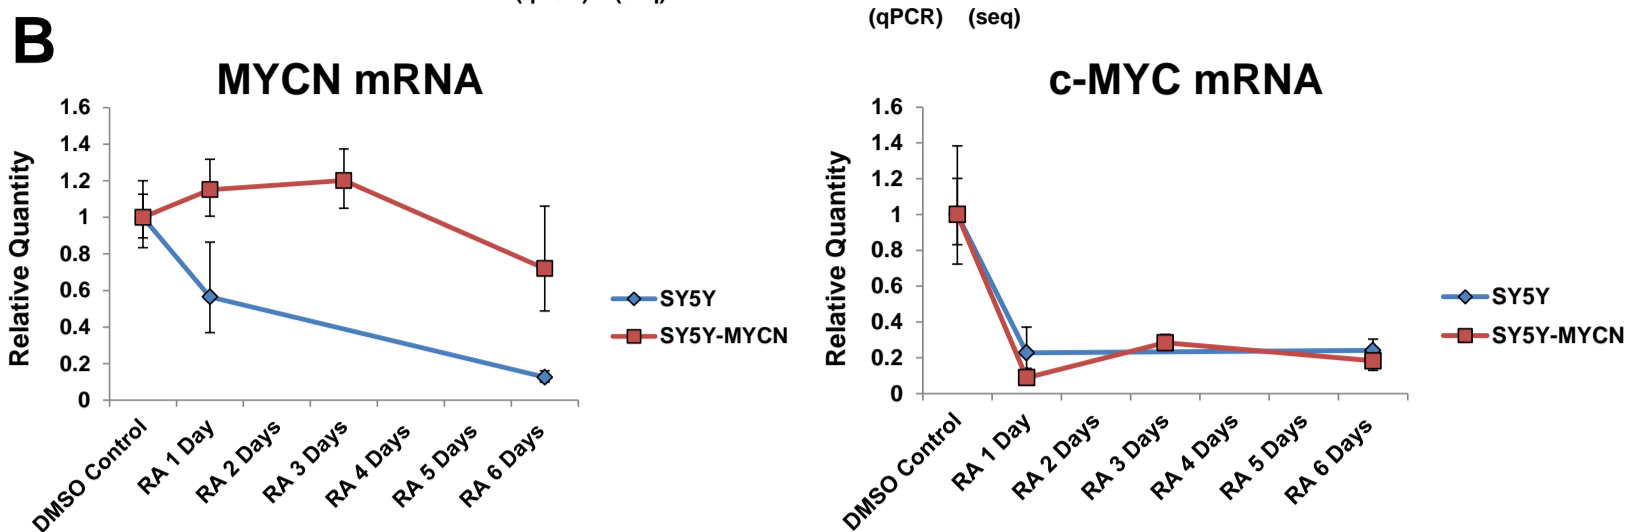 (qPCR) (seq)
B
MYCN mRNA
Relative Quantity
1.6
1.4
1.2
1
0.8
0.6
0.4
0.2
0
DMSO Control
RA 1 Day
RA 2 Days
RA 3 Days
RA 4 Days
RA 5 Days
RA 6 Days
SY5Y
SY5Y-MYCN
c-MYC mRNA
Relative Quantity
1.6
1.4
1.2
1
0.8
0.6
0.4
0.2
0
DMSO Control
RA 1 Day
RA 2 Days
RA 3 Days
RA 4 Days
RA 5 Days
RA 6 Days
SY5Y
SY5Y-MYCN